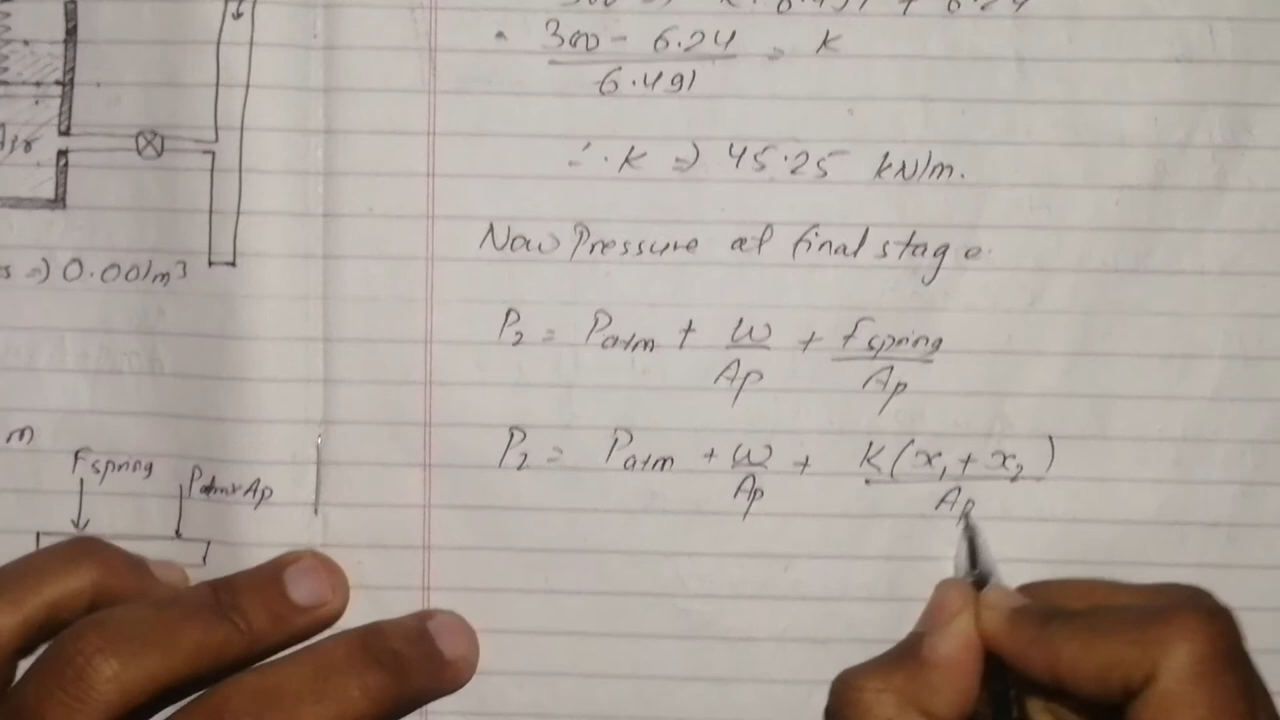 300 - 6.24 = K
6.491
∴ K ⇒ 45.25 kN/m.
Now Pressure at final stage.
P2 = Patm + W/Ap + Fspring/Ap
P2 = Patm + W/Ap + K(x1 + x2)/Ap
⇒ 0.001m³
m
Fspring
Patm×Ap